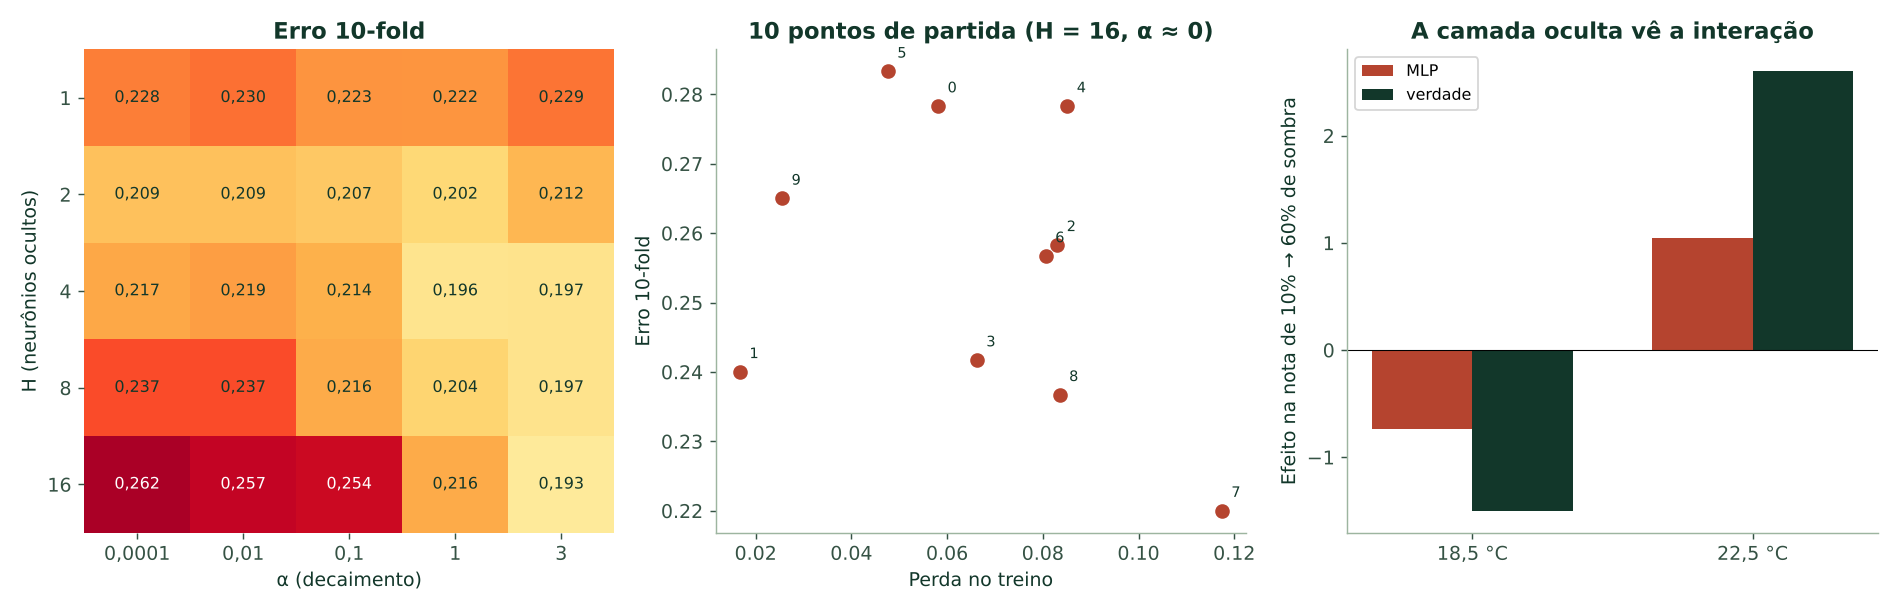 Erro 10-fold
H (neurônios ocultos)
1 0,228 0,230 0,223 0,222 0,229
2 0,209 0,209 0,207 0,202 0,212
4 0,217 0,219 0,214 0,196 0,197
8 0,237 0,237 0,216 0,204 0,197
16 0,262 0,257 0,254 0,216 0,193
0,0001 0,01 0,1 1 3
α (decaimento)
10 pontos de partida (H = 16, α ≈ 0)
Erro 10-fold
0.28
0.27
0.26
0.25
0.24
0.23
0.22
5
0
4
9
2
6
3
1
8
7
0.02 0.04 0.06 0.08 0.10 0.12
Perda no treino
A camada oculta vê a interação
Efeito na nota de 10% → 60% de sombra
MLP
verdade
2
1
0
−1
18,5 °C 22,5 °C